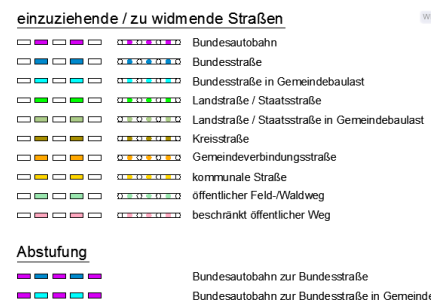 einzuziehende / zu widmende Straßen
W
Bundesautobahn
Bundesstraße
Bundesstraße in Gemeindebaulast
Landstraße / Staatsstraße
Landstraße / Staatsstraße in Gemeindebaulast
Kreisstraße
Gemeindeverbindungsstraße
kommunale Straße
öffentlicher Feld-/Waldweg
beschränkt öffentlicher Weg
Abstufung
Bundesautobahn zur Bundesstraße
Bundesautobahn zur Bundesstraße in Gemeinde